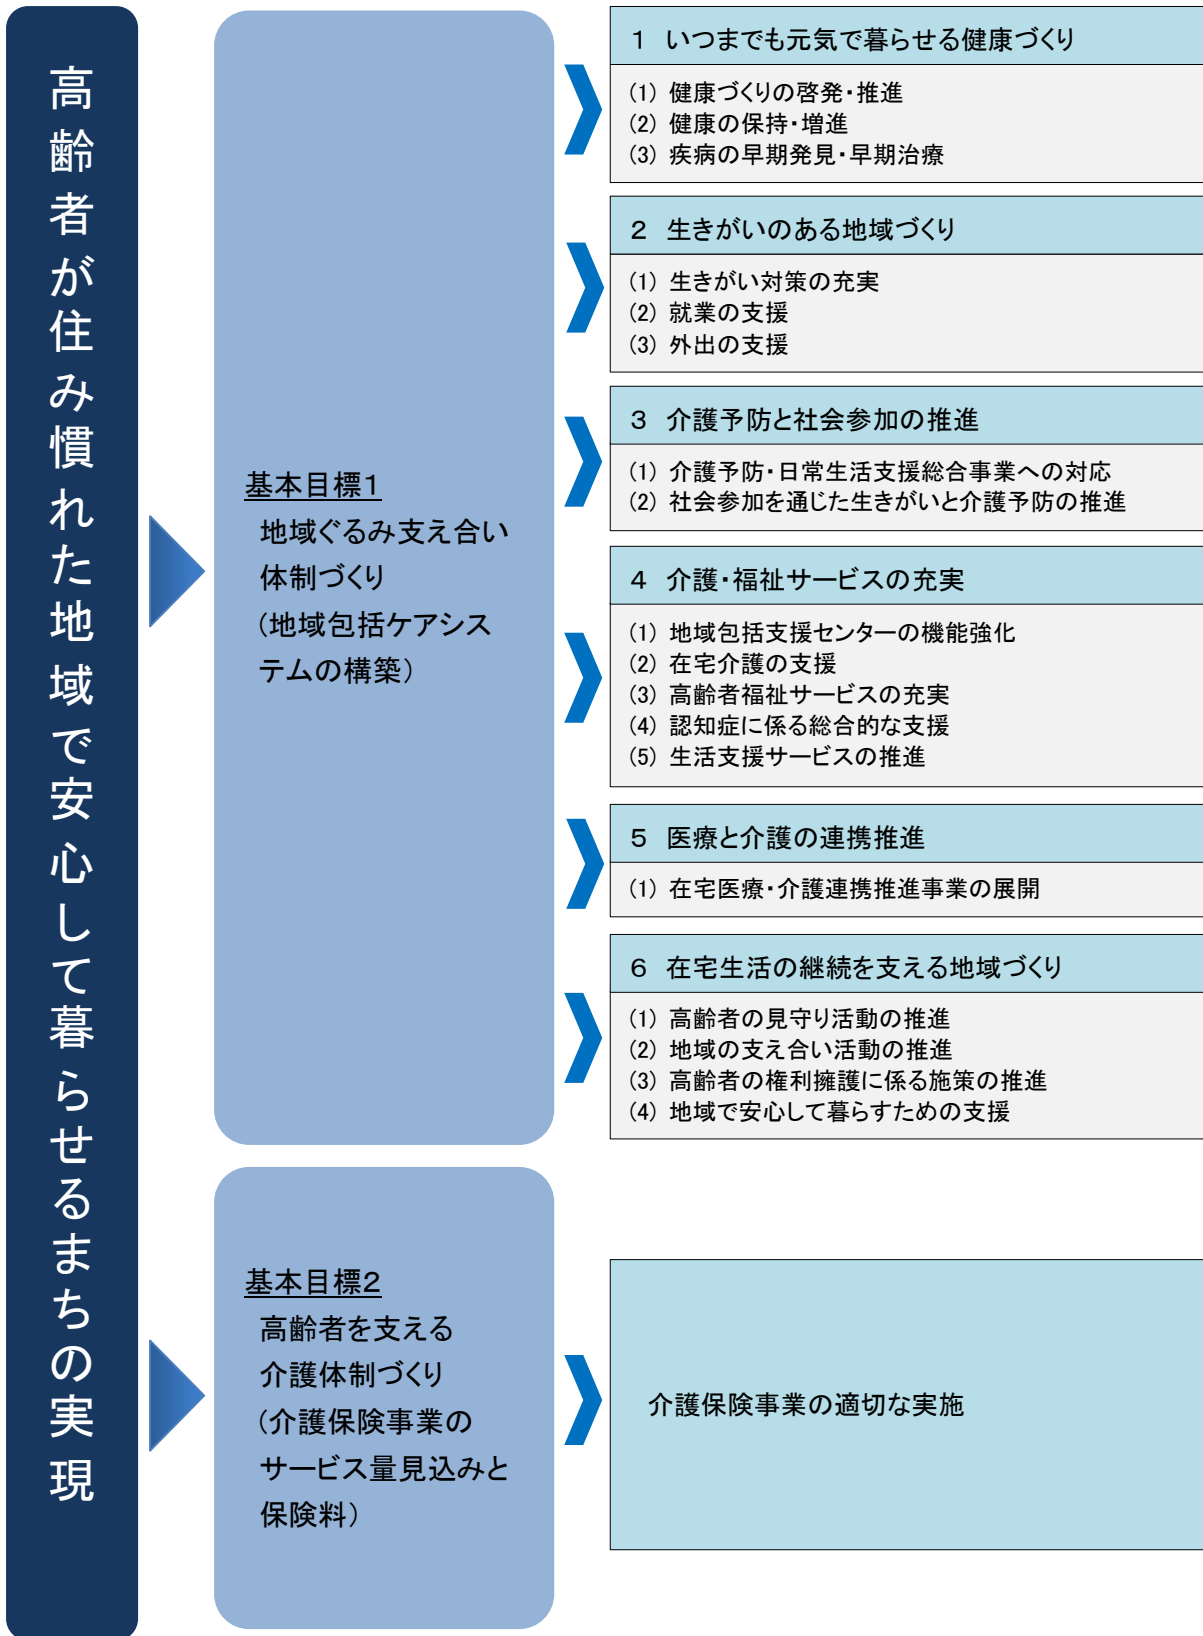 高齢者が住み慣れた地域で安心して暮らせるまちの実現
基本目標１
地域ぐるみ支え合い
体制づくり
（地域包括ケアシス
テムの構築）
１　いつまでも元気で暮らせる健康づくり
(1) 健康づくりの啓発・推進
(2) 健康の保持・増進
(3) 疾病の早期発見・早期治療
２　生きがいのある地域づくり
(1) 生きがい対策の充実
(2) 就業の支援
(3) 外出の支援
３　介護予防と社会参加の推進
(1) 介護予防・日常生活支援総合事業への対応
(2) 社会参加を通じた生きがいと介護予防の推進
４　介護・福祉サービスの充実
(1) 地域包括支援センターの機能強化
(2) 在宅介護の支援
(3) 高齢者福祉サービスの充実
(4) 認知症に係る総合的な支援
(5) 生活支援サービスの推進
５　医療と介護の連携推進
(1) 在宅医療・介護連携推進事業の展開
６　在宅生活の継続を支える地域づくり
(1) 高齢者の見守り活動の推進
(2) 地域の支え合い活動の推進
(3) 高齢者の権利擁護に係る施策の推進
(4) 地域で安心して暮らすための支援
基本目標２
高齢者を支える
介護体制づくり
（介護保険事業の
サービス量見込みと
保険料）
介護保険事業の適切な実施